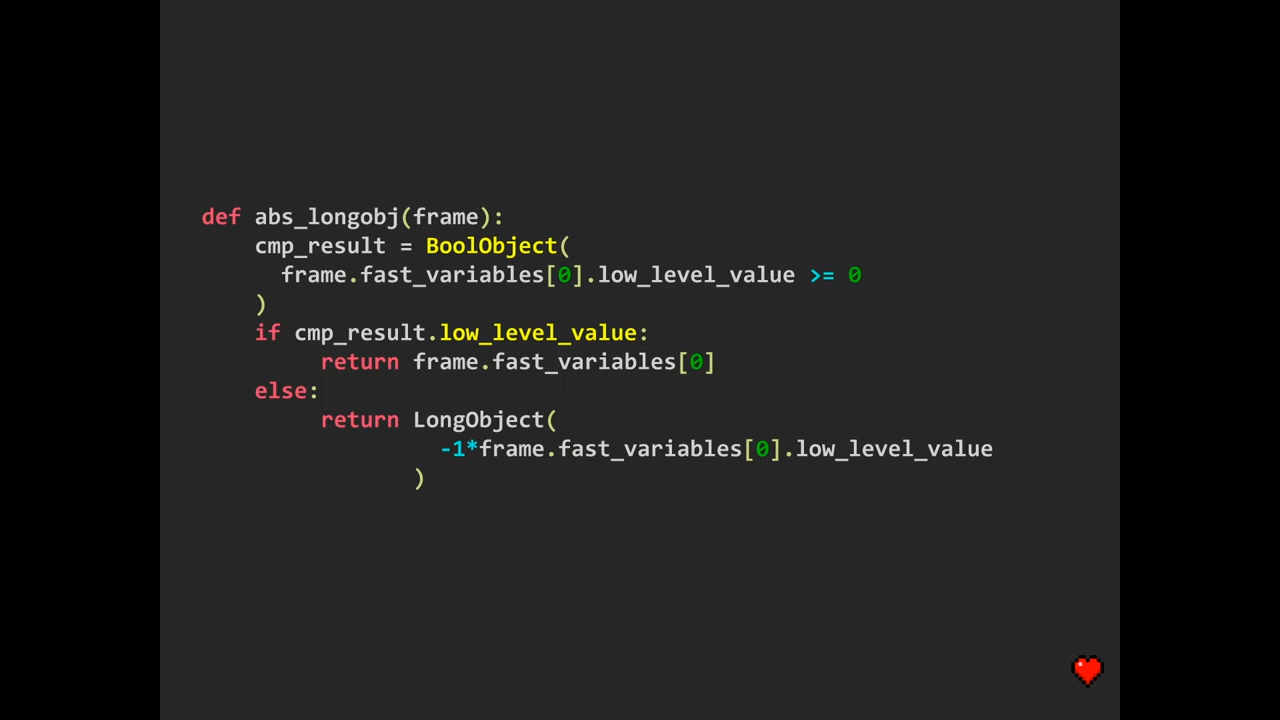 def abs_longobj(frame):
    cmp_result = BoolObject(
      frame.fast_variables[0].low_level_value >= 0
    )
    if cmp_result.low_level_value:
         return frame.fast_variables[0]
    else:
         return LongObject(
                  -1*frame.fast_variables[0].low_level_value
                )